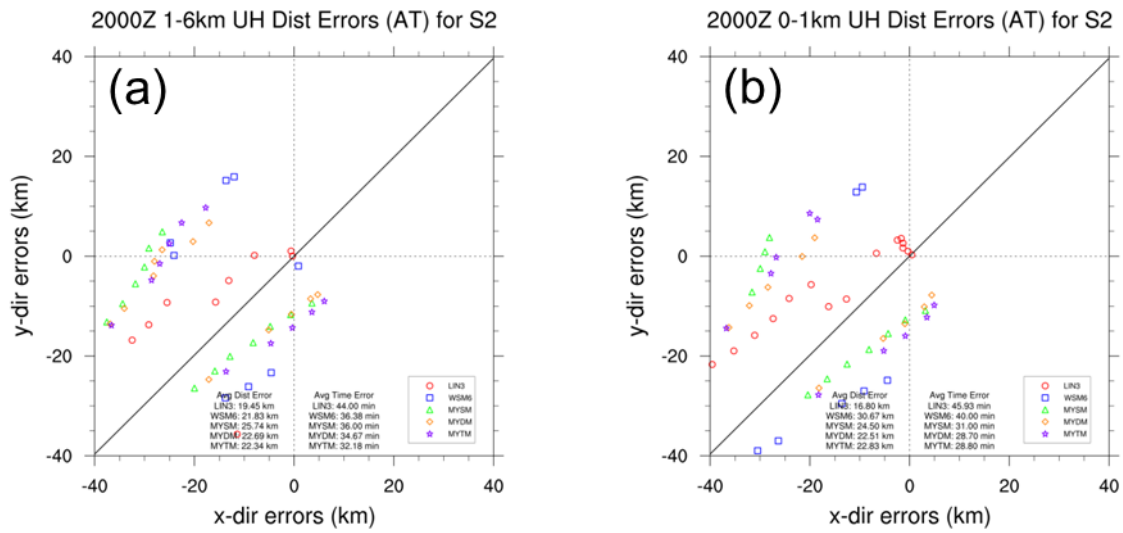 2000Z 1-6km UH Dist Errors (AT) for S2
(a)
40
20
0
-20
-40
y-dir errors (km)
-40 -20 0 20 40
x-dir errors (km)
Avg Dist Error
LIN3: 19.45 km
WSM6: 21.83 km
MYSM: 25.74 km
MYDM: 22.69 km
MYTM: 22.34 km
Avg Time Error
LIN3: 44.00 min
WSM6: 36.38 min
MYSM: 36.00 min
MYDM: 34.67 min
MYTM: 32.18 min
LIN3
WSM6
MYSM
MYDM
MYTM
2000Z 0-1km UH Dist Errors (AT) for S2
(b)
40
20
0
-20
-40
y-dir errors (km)
-40 -20 0 20 40
x-dir errors (km)
Avg Dist Error
LIN3: 16.80 km
WSM6: 30.67 km
MYSM: 24.50 km
MYDM: 22.51 km
MYTM: 22.83 km
Avg Time Error
LIN3: 45.93 min
WSM6: 40.00 min
MYSM: 31.00 min
MYDM: 28.70 min
MYTM: 28.80 min
LIN3
WSM6
MYSM
MYDM
MYTM